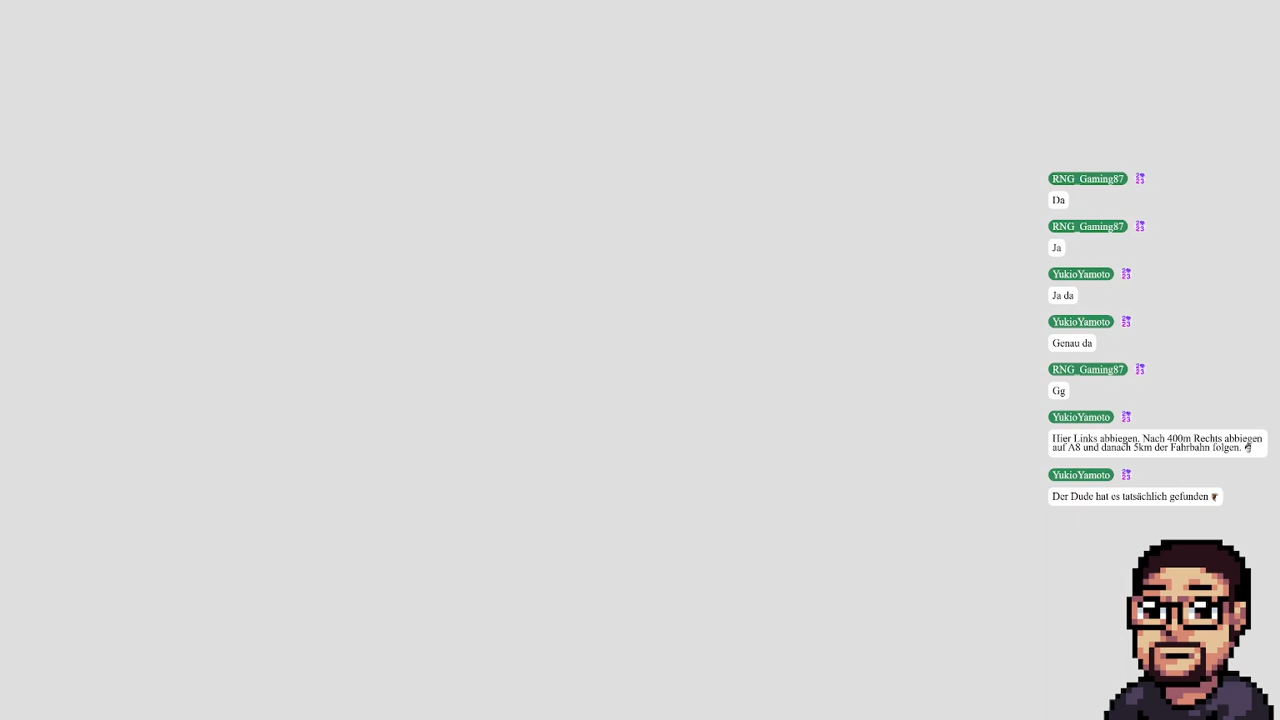 RNG_Gaming87
Da
RNG_Gaming87
Ja
YukioYamoto
Ja da
YukioYamoto
Genau da
RNG_Gaming87
Gg
YukioYamoto
Hier Links abbiegen. Nach 400m Rechts abbiegen
auf A8 und danach 5km der Fahrbahn folgen.
YukioYamoto
Der Dude hat es tatsächlich gefunden